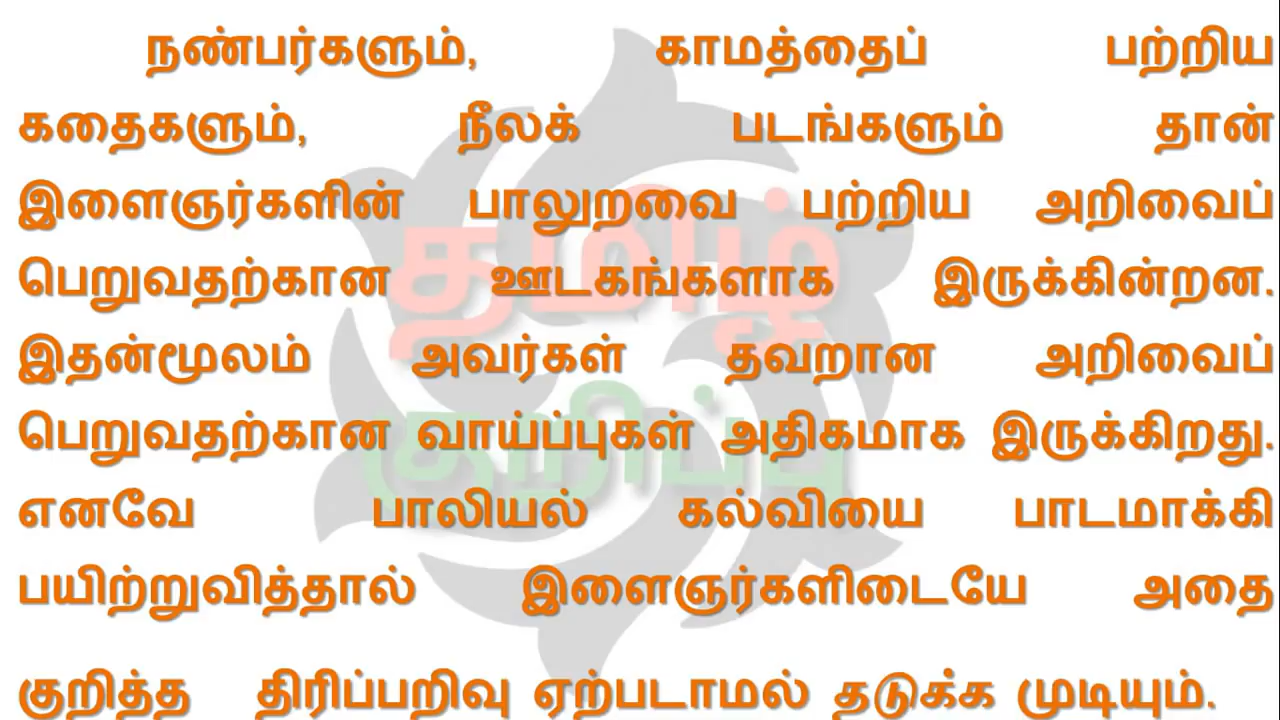 நண்பர்களும், காமத்தைப் பற்றிய
கதைகளும், நீலக் படங்களும் தான்
இளைஞர்களின் பாலுறவை பற்றிய அறிவைப்
பெறுவதற்கான ஊடகங்களாக இருக்கின்றன.
இதன்மூலம் அவர்கள் தவறான அறிவைப்
பெறுவதற்கான வாய்ப்புகள் அதிகமாக இருக்கிறது.
எனவே பாலியல் கல்வியை பாடமாக்கி
பயிற்றுவித்தால் இளைஞர்களிடையே அதை
குறித்த திரிப்பறிவு ஏற்படாமல் தடுக்க முடியும்.
தமிழ்
குறிப்பு